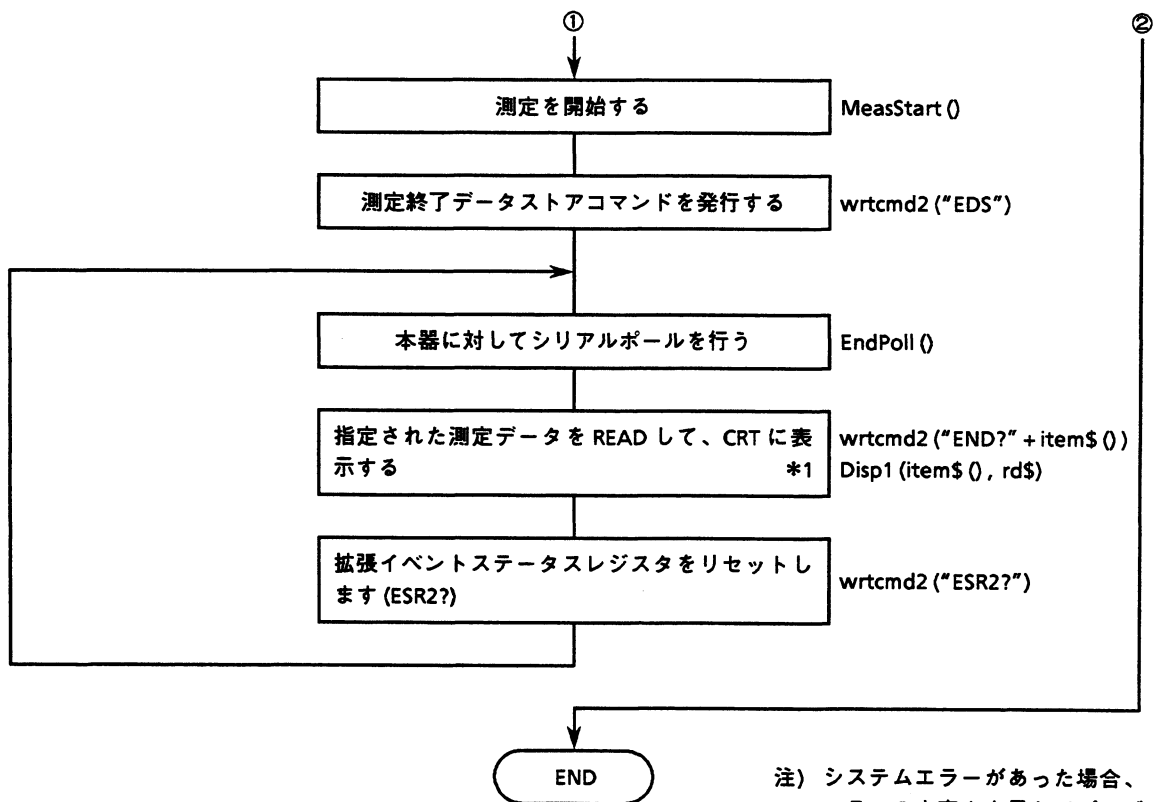 ①
②
測定を開始する
MeasStart ()
測定終了データストアコマンドを発行する
wrtcmd2 ("EDS")
本器に対してシリアルポールを行う
EndPoll ()
指定された測定データを READ して、CRT に表
示する *1
wrtcmd2 ("END?" + item$ ())
Disp1 (item$ () , rd$)
拡張イベントステータスレジスタをリセットし
ます (ESR2?)
wrtcmd2 ("ESR2?")
END
注) システムエラーがあった場合、